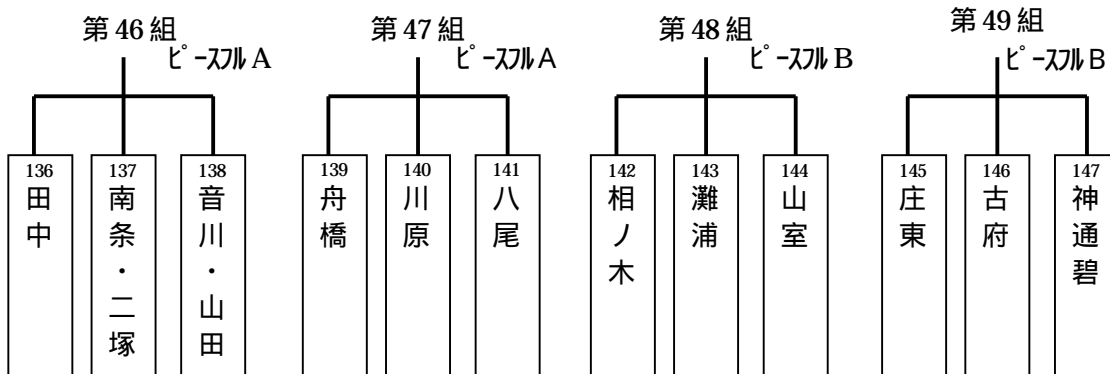 第46組
ﾋﾟｰｽﾌﾙA
136
田中
137
南条・二塚
138
音川・山田
第47組
ﾋﾟｰｽﾌﾙA
139
舟橋
140
川原
141
八尾
第48組
ﾋﾟｰｽﾌﾙB
142
相ノ木
143
灘浦
144
山室
第49組
ﾋﾟｰｽﾌﾙB
145
庄東
146
古府
147
神通碧